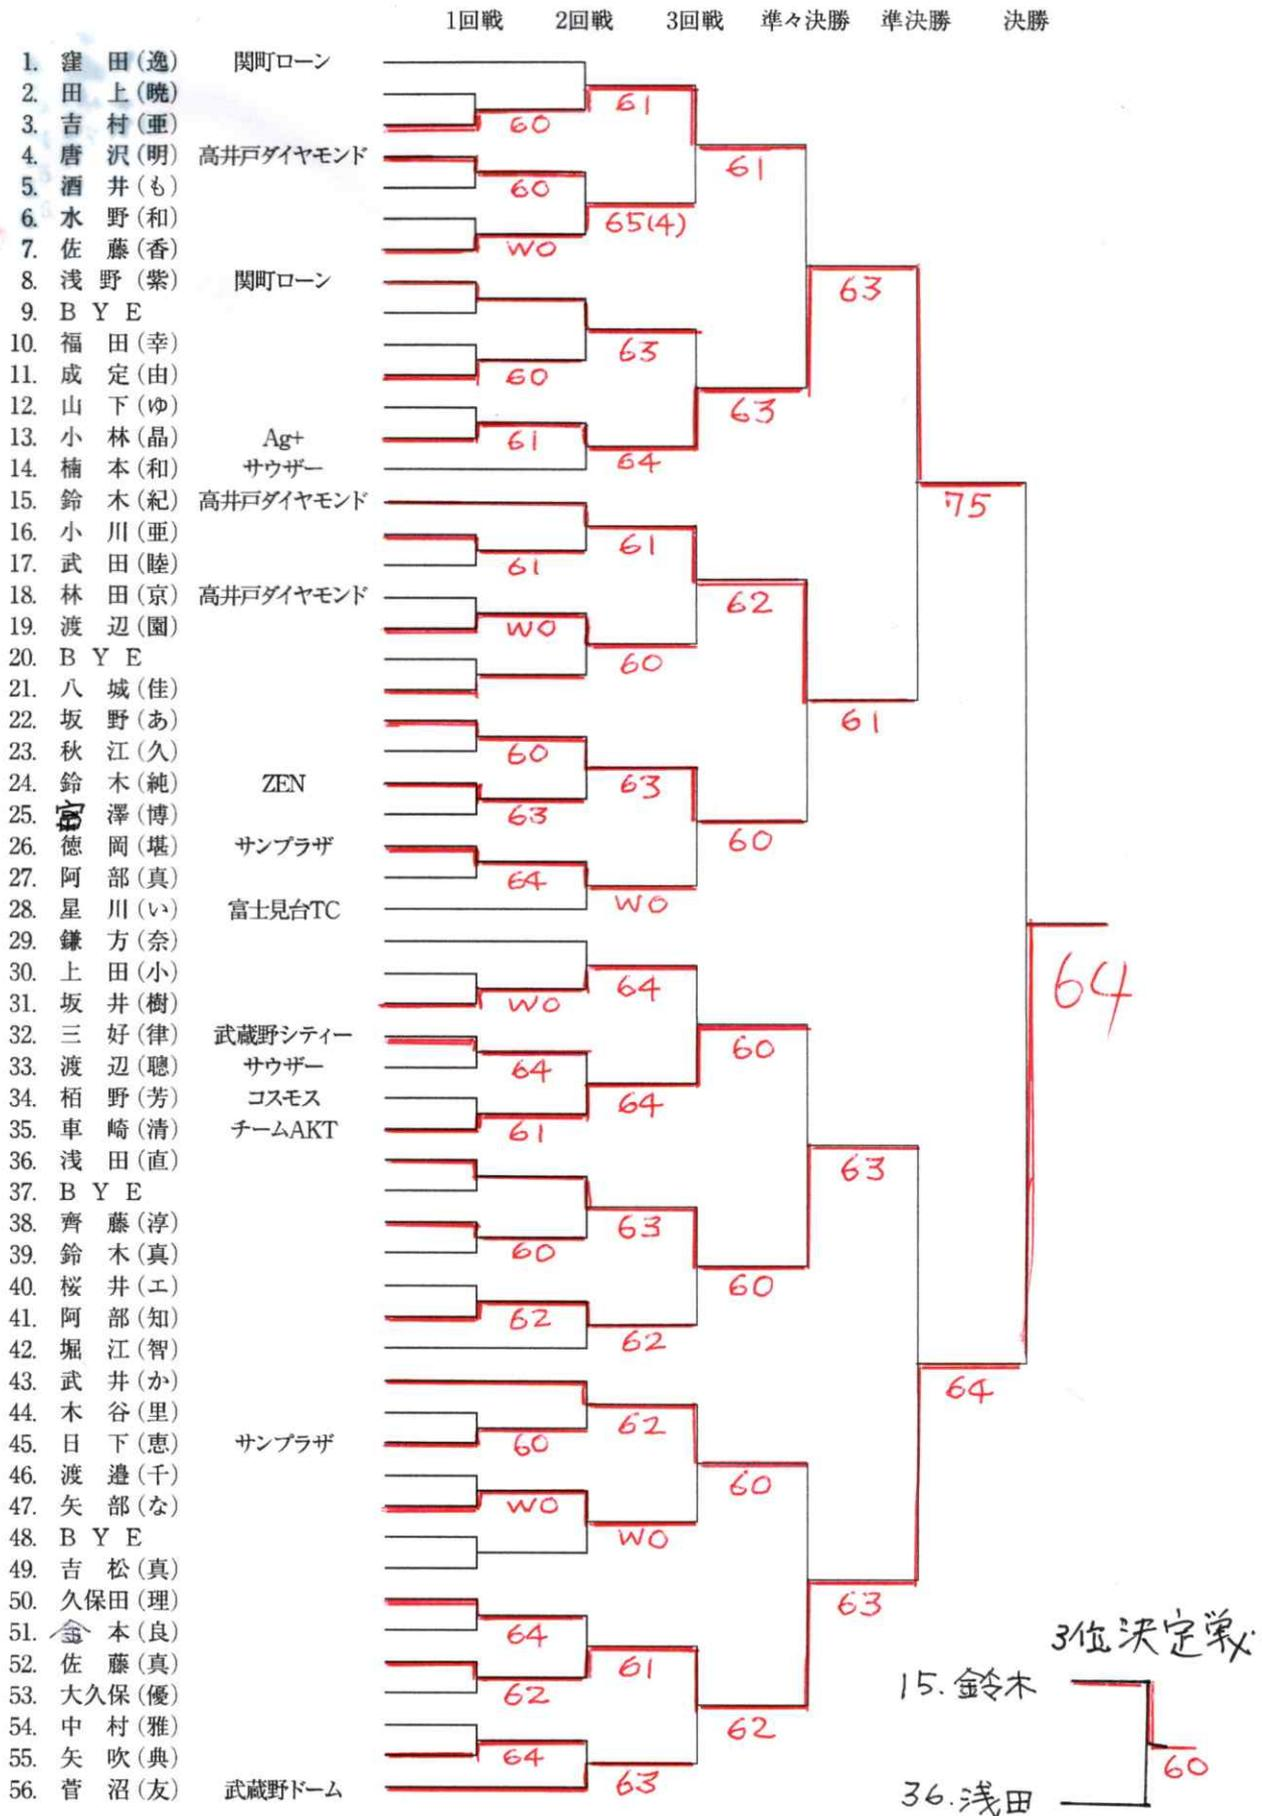 1回戦 2回戦 3回戦 準々決勝 準決勝 決勝
1. 窪 田(逸) 関町ローン
2. 田 上(暁)
61
3. 吉 村(亜)
60
4. 唐 沢(明) 高井戸ダイヤモンド
61
5. 酒 井(も)
60
6. 水 野(和)
65(4)
7. 佐 藤(香)
WO
8. 浅 野(紫) 関町ローン
63
9. B Y E
10. 福 田(幸)
63
11. 成 定(由)
60
12. 山 下(ゆ)
63
13. 小 林(晶) Ag+
61
14. 楠 本(和) サウザー
64
15. 鈴 木(紀) 高井戸ダイヤモンド
75
16. 小 川(亜)
61
17. 武 田(睦)
61
18. 林 田(京) 高井戸ダイヤモンド
62
19. 渡 辺(園)
WO
20. B Y E
60
21. 八 城(佳)
22. 坂 野(あ)
61
23. 秋 江(久)
60
24. 鈴 木(純) ZEN
63
25. 宮 澤(博)
63
26. 徳 岡(堪) サンプラザ
60
27. 阿 部(真)
64
28. 星 川(い) 富士見台TC
WO
29. 鎌 方(奈)
30. 上 田(小)
64
64
31. 坂 井(樹)
WO
32. 三 好(律) 武蔵野シティー
60
33. 渡 辺(聰) サウザー
64
34. 栢 野(芳) コスモス
64
35. 車 崎(清) チームAKT
61
36. 浅 田(直)
63
37. B Y E
38. 齊 藤(淳)
63
39. 鈴 木(真)
60
40. 桜 井(エ)
60
41. 阿 部(知)
62
42. 堀 江(智)
62
43. 武 井(か)
64
44. 木 谷(里)
62
45. 日 下(恵) サンプラザ
60
46. 渡 邉(千)
60
47. 矢 部(な)
WO
48. B Y E
WO
49. 吉 松(真)
50. 久保田(理)
63
51. 金 本(良)
64
3位決定戦
52. 佐 藤(真)
61
15. 鈴木
53. 大久保(優)
62
54. 中 村(雅)
62
55. 矢 吹(典)
64
60
56. 菅 沼(友) 武蔵野ドーム
63
36. 浅田